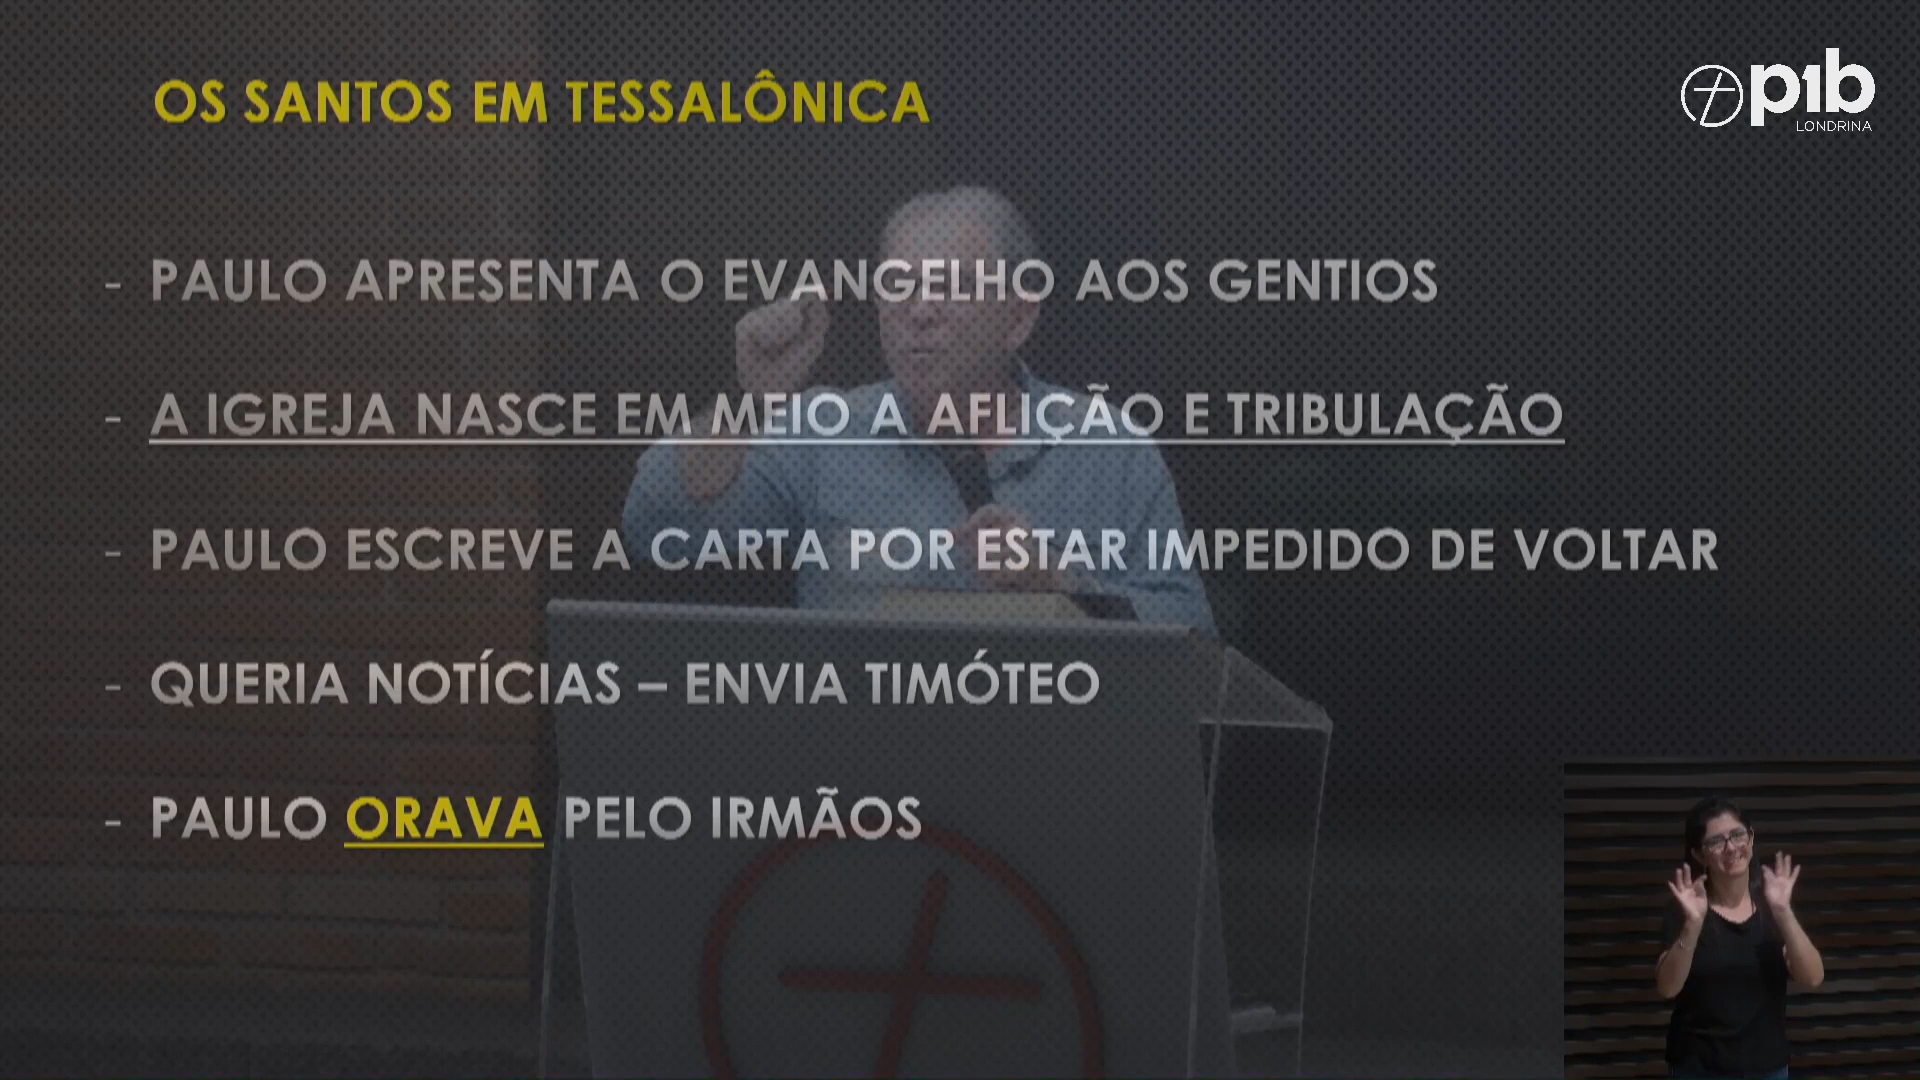 OS SANTOS EM TESSALÔNICA
pib
LONDRINA
- PAULO APRESENTA O EVANGELHO AOS GENTIOS
- A IGREJA NASCE EM MEIO A AFLIÇÃO E TRIBULAÇÃO
- PAULO ESCREVE A CARTA POR ESTAR IMPEDIDO DE VOLTAR
- QUERIA NOTÍCIAS – ENVIA TIMÓTEO
- PAULO ORAVA PELO IRMÃOS